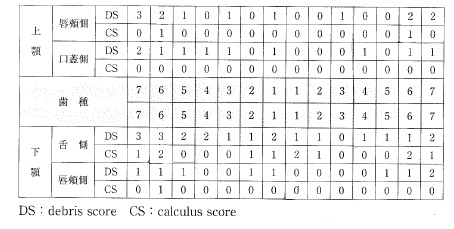 上顎 唇頬側 DS 3 2 1 0 1 0 1 0 0 1 0 0 2 2
CS 0 1 0 0 0 0 0 0 0 0 0 0 1 0
口蓋側 DS 2 1 1 1 0 1 0 0 0 1 0 1 1
CS 0 0 0 0 0 0 0 0 0 0 0 0 0 0
歯種 7 6 5 4 3 2 1 1 2 3 4 5 6 7
7 6 5 4 3 2 1 1 2 3 4 5 6 7
下顎 舌側 DS 3 3 2 2 1 1 2 1 1 0 1 1 1 2
CS 1 2 0 0 0 1 1 2 1 0 0 0 2 1
唇頬側 DS 1 1 1 0 0 1 1 0 0 0 0 1 1 2
CS 0 1 0 0 0 0 0 0 0 0 0 0 0 0
DS：debris score CS：calculus score